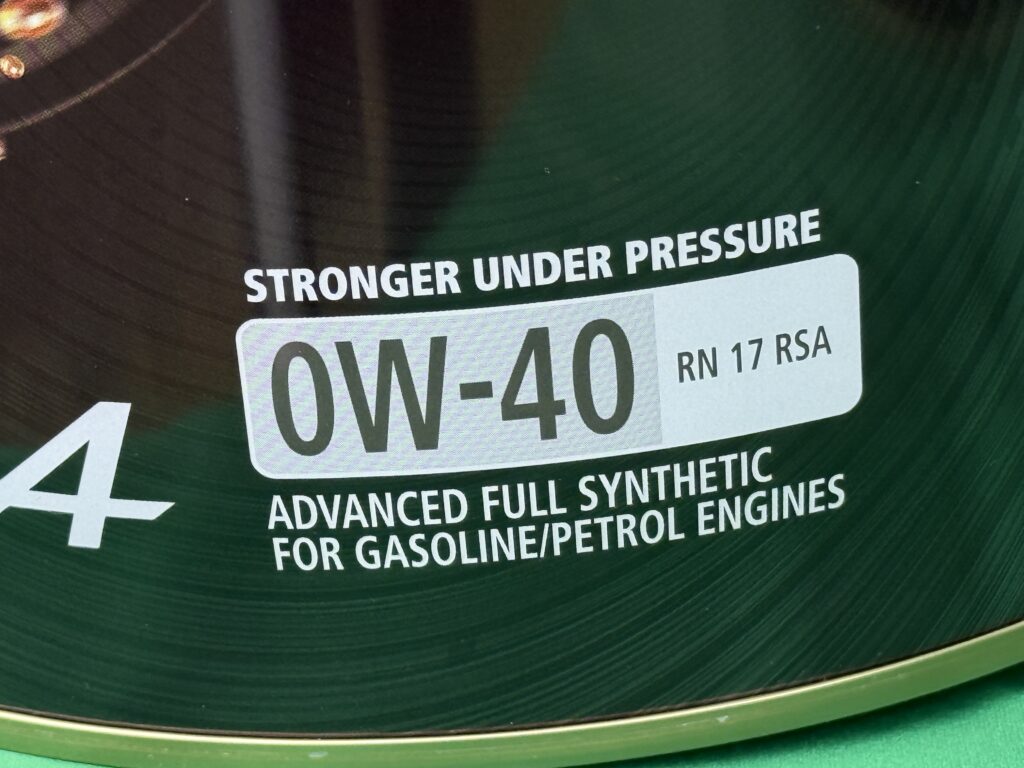 STRONGER UNDER PRESSURE
0W-40 RN 17 RSA
A
ADVANCED FULL SYNTHETIC
FOR GASOLINE/PETROL ENGINES